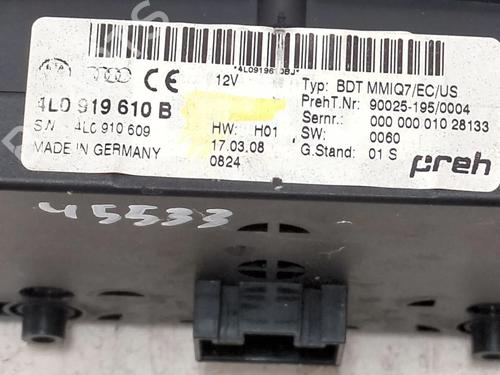 *4L0919610BJ*
CE 12V
4L0 919 610 B
S/N 4L0 910 609
MADE IN GERMANY
HW: H01
17.03.08
0824
Typ: BDT MMIQ7/EC/US
PrehT.Nr: 90025-195/0004
Sernr.: 000 000 010 28133
SW: 0060
G.Stand: 01 S
preh
45533